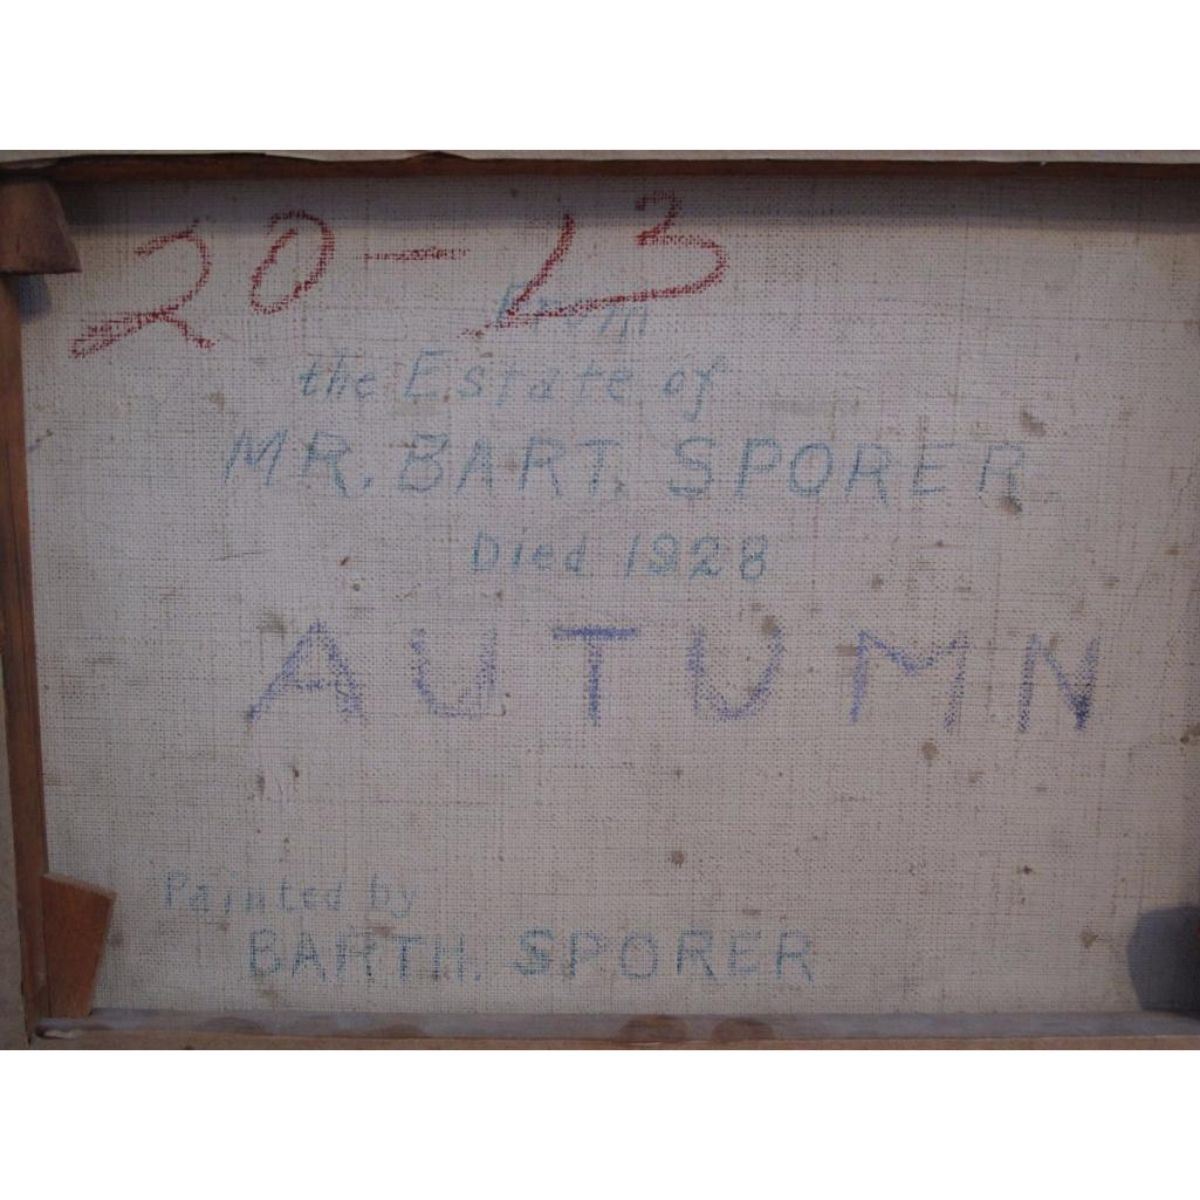 20-23
From
the Estate of
MR. BART. SPORER
Died 1928
AUTUMN
Painted by
BARTH. SPORER